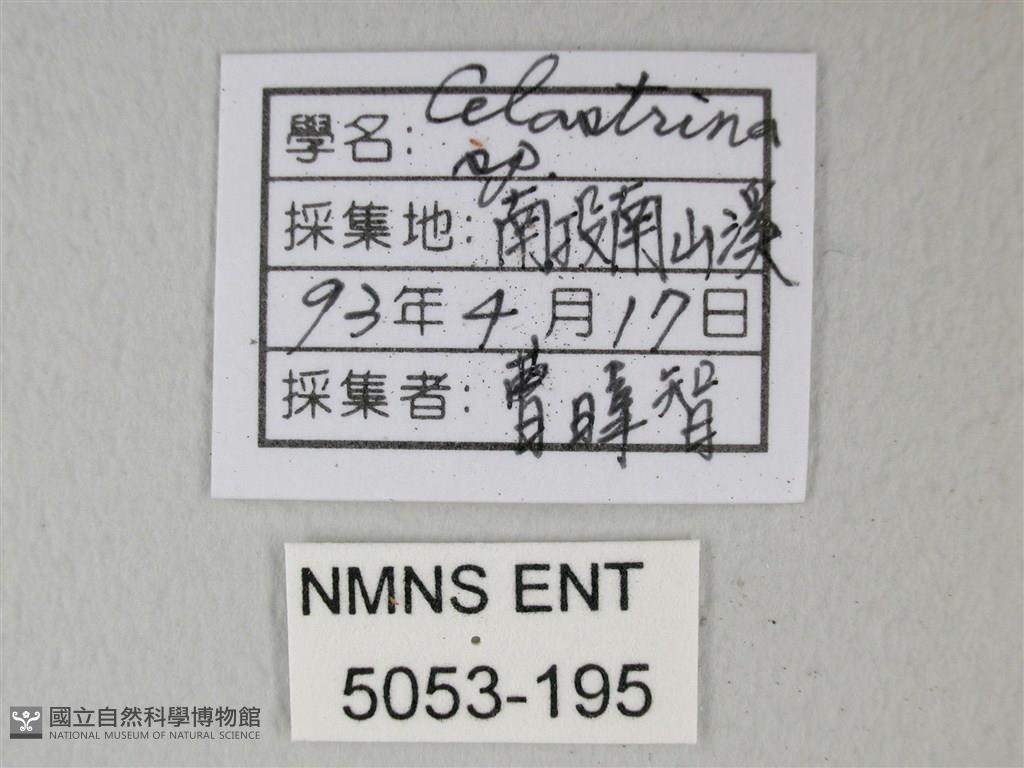 學名: Celastrina
sp.
採集地: 南投南山溪
93年4月17日
採集者: 曹暐智
NMNS ENT
5053-195
國立自然科學博物館
NATIONAL MUSEUM OF NATURAL SCIENCE